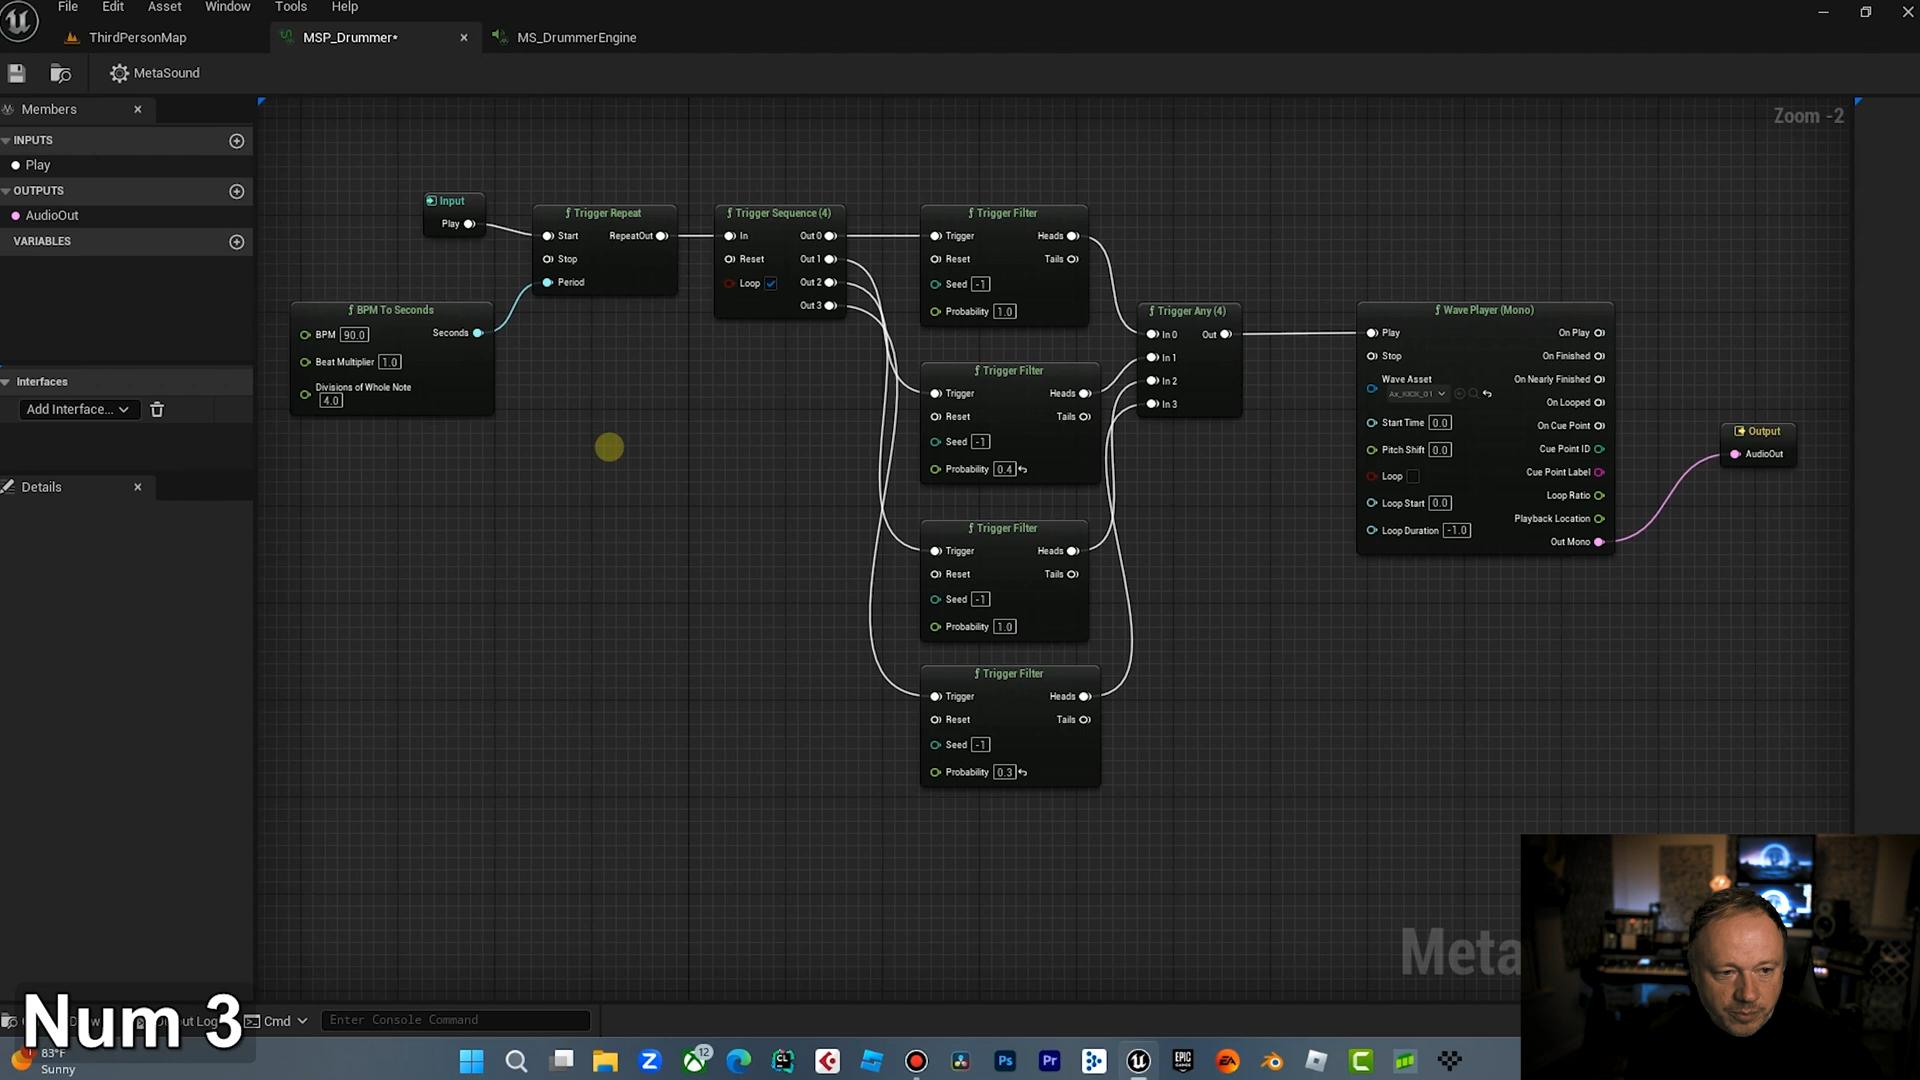 File Edit Asset Window Tools Help
ThirdPersonMap
MSP_Drummer*
MS_DrummerEngine
MetaSound
Members
INPUTS
Play
OUTPUTS
AudioOut
VARIABLES
Interfaces
Add Interface...
Details
Zoom -2
Input
Play
Trigger Repeat
Start RepeatOut
Stop
Period
BPM To Seconds
BPM 90.0 Seconds
Beat Multiplier 1.0
Divisions of Whole Note
4.0
Trigger Sequence (4)
In Out 0
Reset Out 1
Loop Out 2
Out 3
Trigger Filter
Trigger Heads
Reset Tails
Seed -1
Probability 1.0
Trigger Filter
Trigger Heads
Reset Tails
Seed -1
Probability 0.4
Trigger Filter
Trigger Heads
Reset Tails
Seed -1
Probability 1.0
Trigger Filter
Trigger Heads
Reset Tails
Seed -1
Probability 0.3
Trigger Any (4)
In 0 Out
In 1
In 2
In 3
Wave Player (Mono)
Play On Play
Stop On Finished
Wave Asset On Nearly Finished
Ax_KICK_01 On Looped
Start Time 0.0 On Cue Point
Pitch Shift 0.0 Cue Point ID
Loop Cue Point Label
Loop Start 0.0 Loop Ratio
Loop Duration -1.0 Playback Location
Out Mono
Output
AudioOut
Meta
Num 3
Cmd
Enter Console Command
83°F
Sunny
12
Ps
Pr
EPIC
GAMES
EA
CL